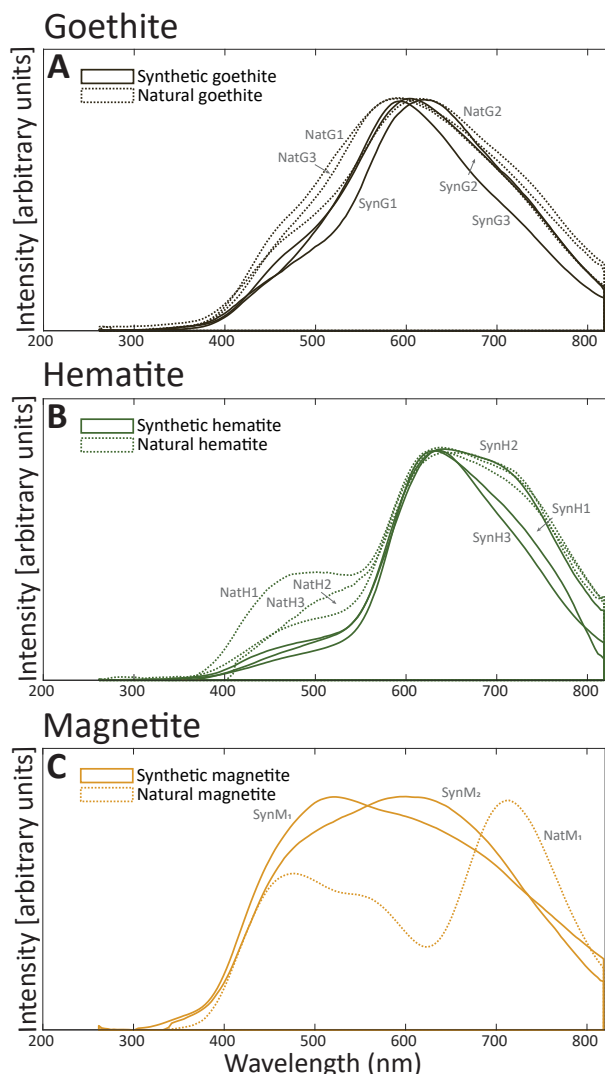 Goethite
A
Synthetic goethite
Natural goethite
NatG1
NatG2
NatG3
SynG2
SynG1
SynG3
Intensity [arbitrary units]
200 300 400 500 600 700 800
Hematite
B
Synthetic hematite
Natural hematite
SynH2
SynH1
SynH3
NatH1
NatH2
NatH3
Intensity [arbitrary units]
200 300 400 500 600 700 800
Magnetite
C
Synthetic magnetite
Natural magnetite
SynM₁
SynM₂
NatM₁
Intensity [arbitrary units]
200 300 400 500 600 700 800
Wavelength (nm)